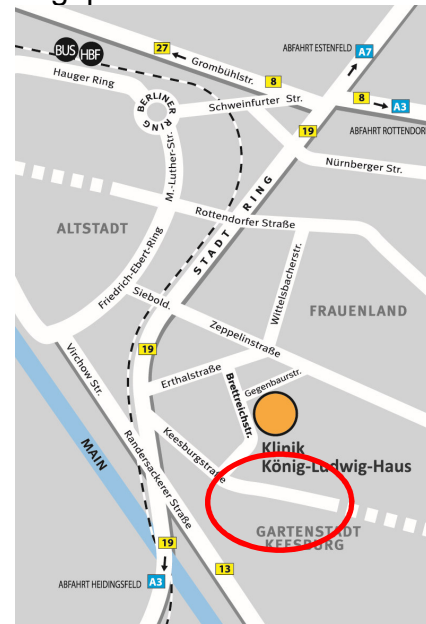 BUS HBF
27
Grombühlstr.
ABFAHRT ESTENFELD
A7
Hauger Ring
8
8
A3
BERLINER RING
Schweinfurter Str.
19
ABFAHRT ROTTENDOR
M.-Luther-Str.
Nürnberger Str.
STADT RING
Rottendorfer Straße
ALTSTADT
Friedrich-Ebert-Ring
Siebold.
Wittelsbacherstr.
FRAUENLAND
Zeppelinstraße
19
Virchow Str.
Erthalstraße
Brettreichstr.
Gegenbaurstr.
MAIN
Keesburgstraße
Klinik
König-Ludwig-Haus
Randersackerer Straße
GARTENSTADT
KEESBURG
19
13
ABFAHRT HEIDINGSFELD
A3